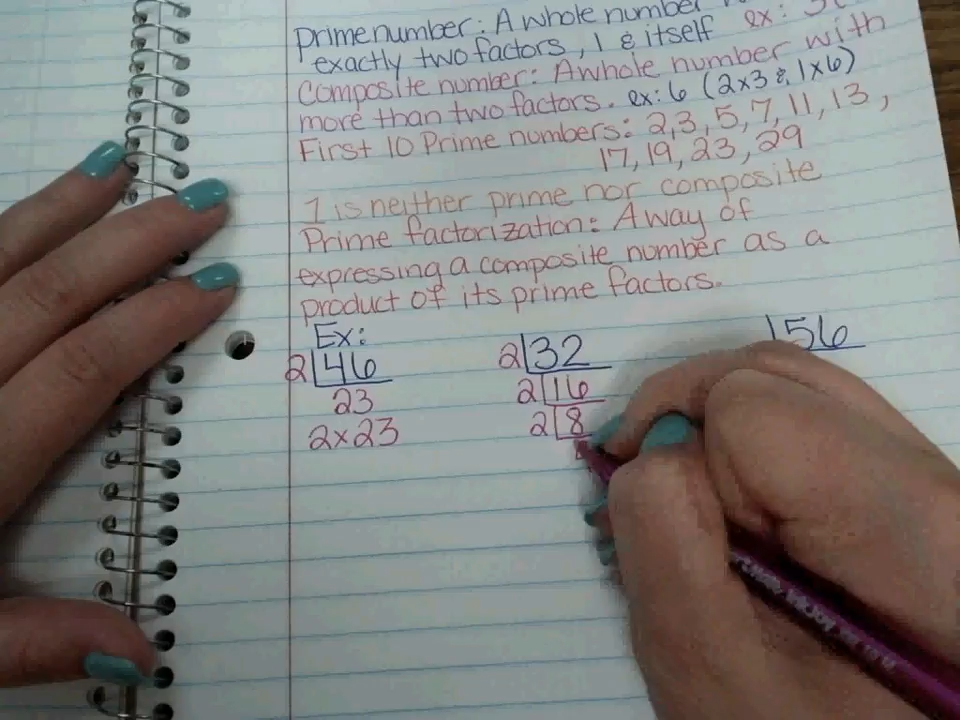 Prime number: A whole number
exactly two factors, 1 & itself ex:
Composite number: A whole number with
more than two factors. ex: 6 (2x3 & 1x6)
First 10 Prime numbers: 2, 3, 5, 7, 11, 13,
17, 19, 23, 29
1 is neither prime nor composite
Prime factorization: A way of
expressing a composite number as a
product of its prime factors.
Ex:
2 46
23
2x23
2 32
2 16
2 8
56